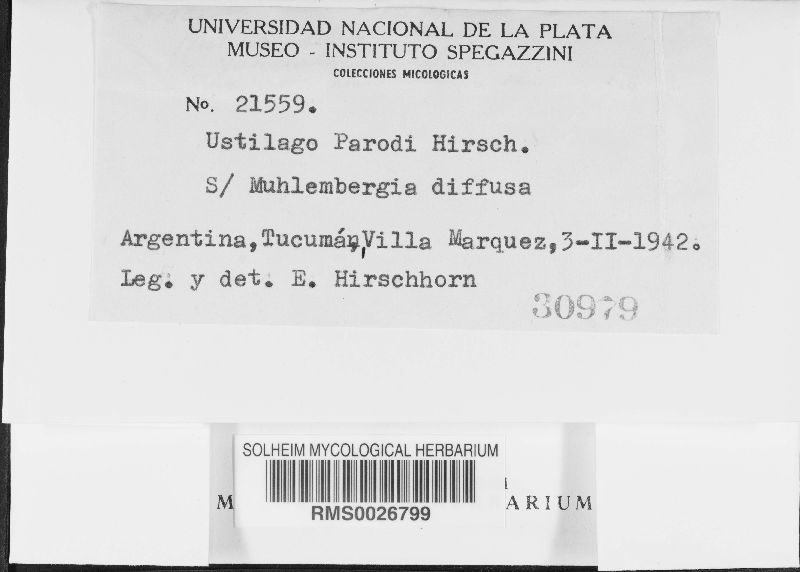 UNIVERSIDAD NACIONAL DE LA PLATA
MUSEO - INSTITUTO SPEGAZZINI
COLECCIONES MICOLOGICAS
No. 21559.
Ustilago Parodi Hirsch.
S/ Muhlembergia diffusa
Argentina,Tucumán,Villa Marquez,3-II-1942.
Leg. y det. E. Hirschhorn
30979
SOLHEIM MYCOLOGICAL HERBARIUM
RMS0026799